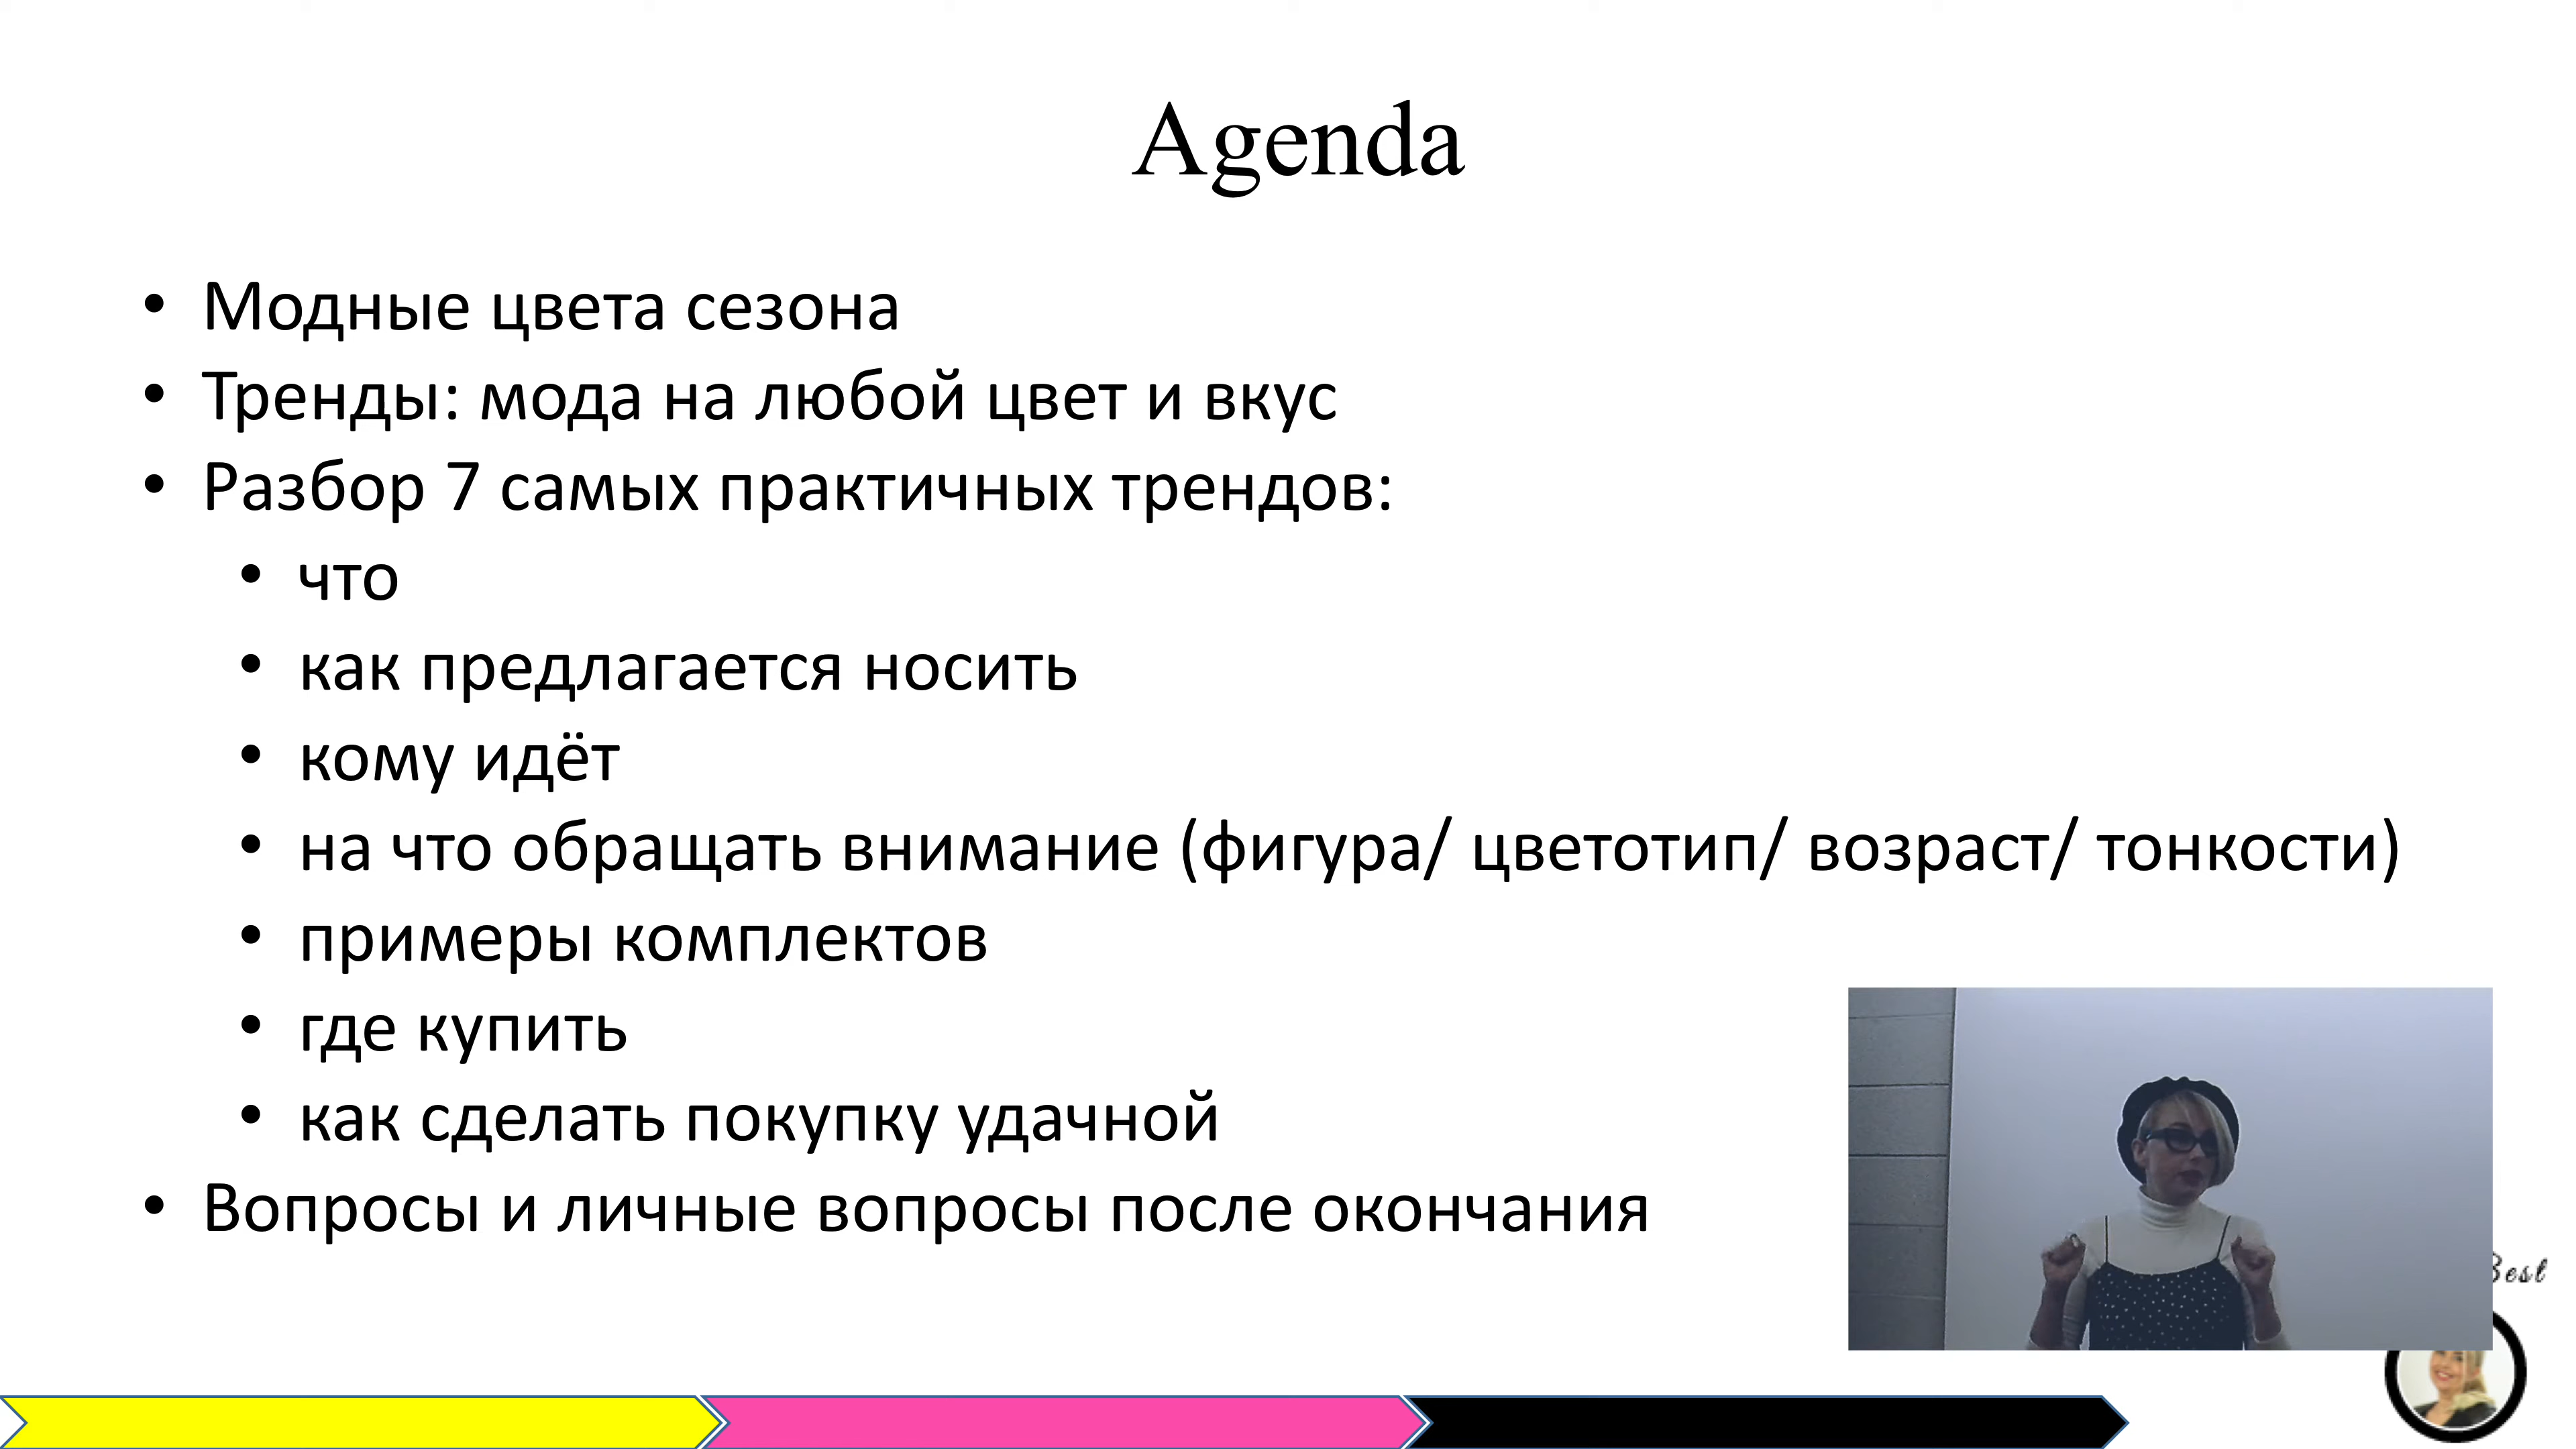 Agenda
• Модные цвета сезона
• Тренды: мода на любой цвет и вкус
• Разбор 7 самых практичных трендов:
• что
• как предлагается носить
• кому идёт
• на что обращать внимание (фигура/ цветотип/ возраст/ тонкости)
• примеры комплектов
• где купить
• как сделать покупку удачной
• Вопросы и личные вопросы после окончания
Best